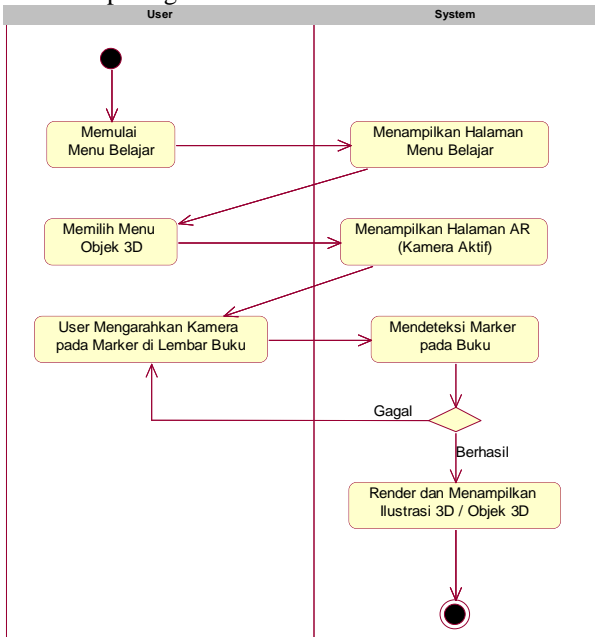 User
System
Memulai
Menu Belajar
Menampilkan Halaman
Menu Belajar
Memilih Menu
Objek 3D
Menampilkan Halaman AR
(Kamera Aktif)
User Mengarahkan Kamera
pada Marker di Lembar Buku
Mendeteksi Marker
pada Buku
Gagal
Berhasil
Render dan Menampilkan
Ilustrasi 3D / Objek 3D